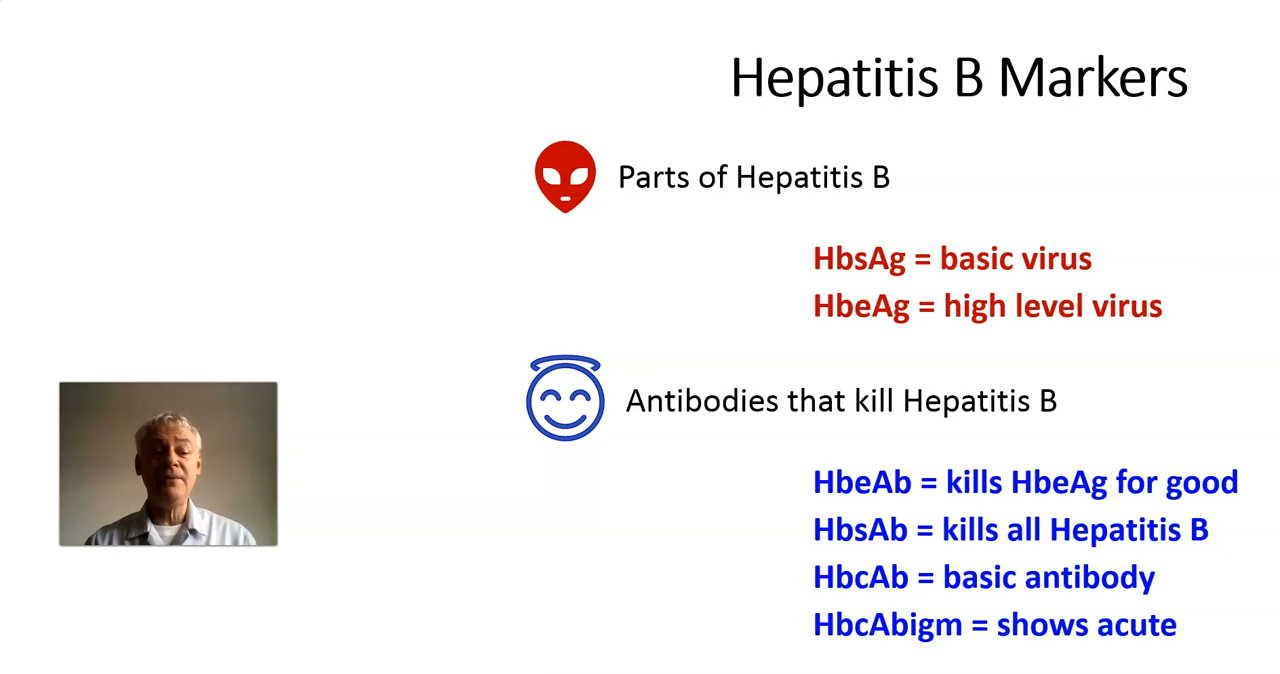 Hepatitis B Markers
Parts of Hepatitis B
HbsAg = basic virus
HbeAg = high level virus
Antibodies that kill Hepatitis B
HbeAb = kills HbeAg for good
HbsAb = kills all Hepatitis B
HbcAb = basic antibody
HbcAbigm = shows acute